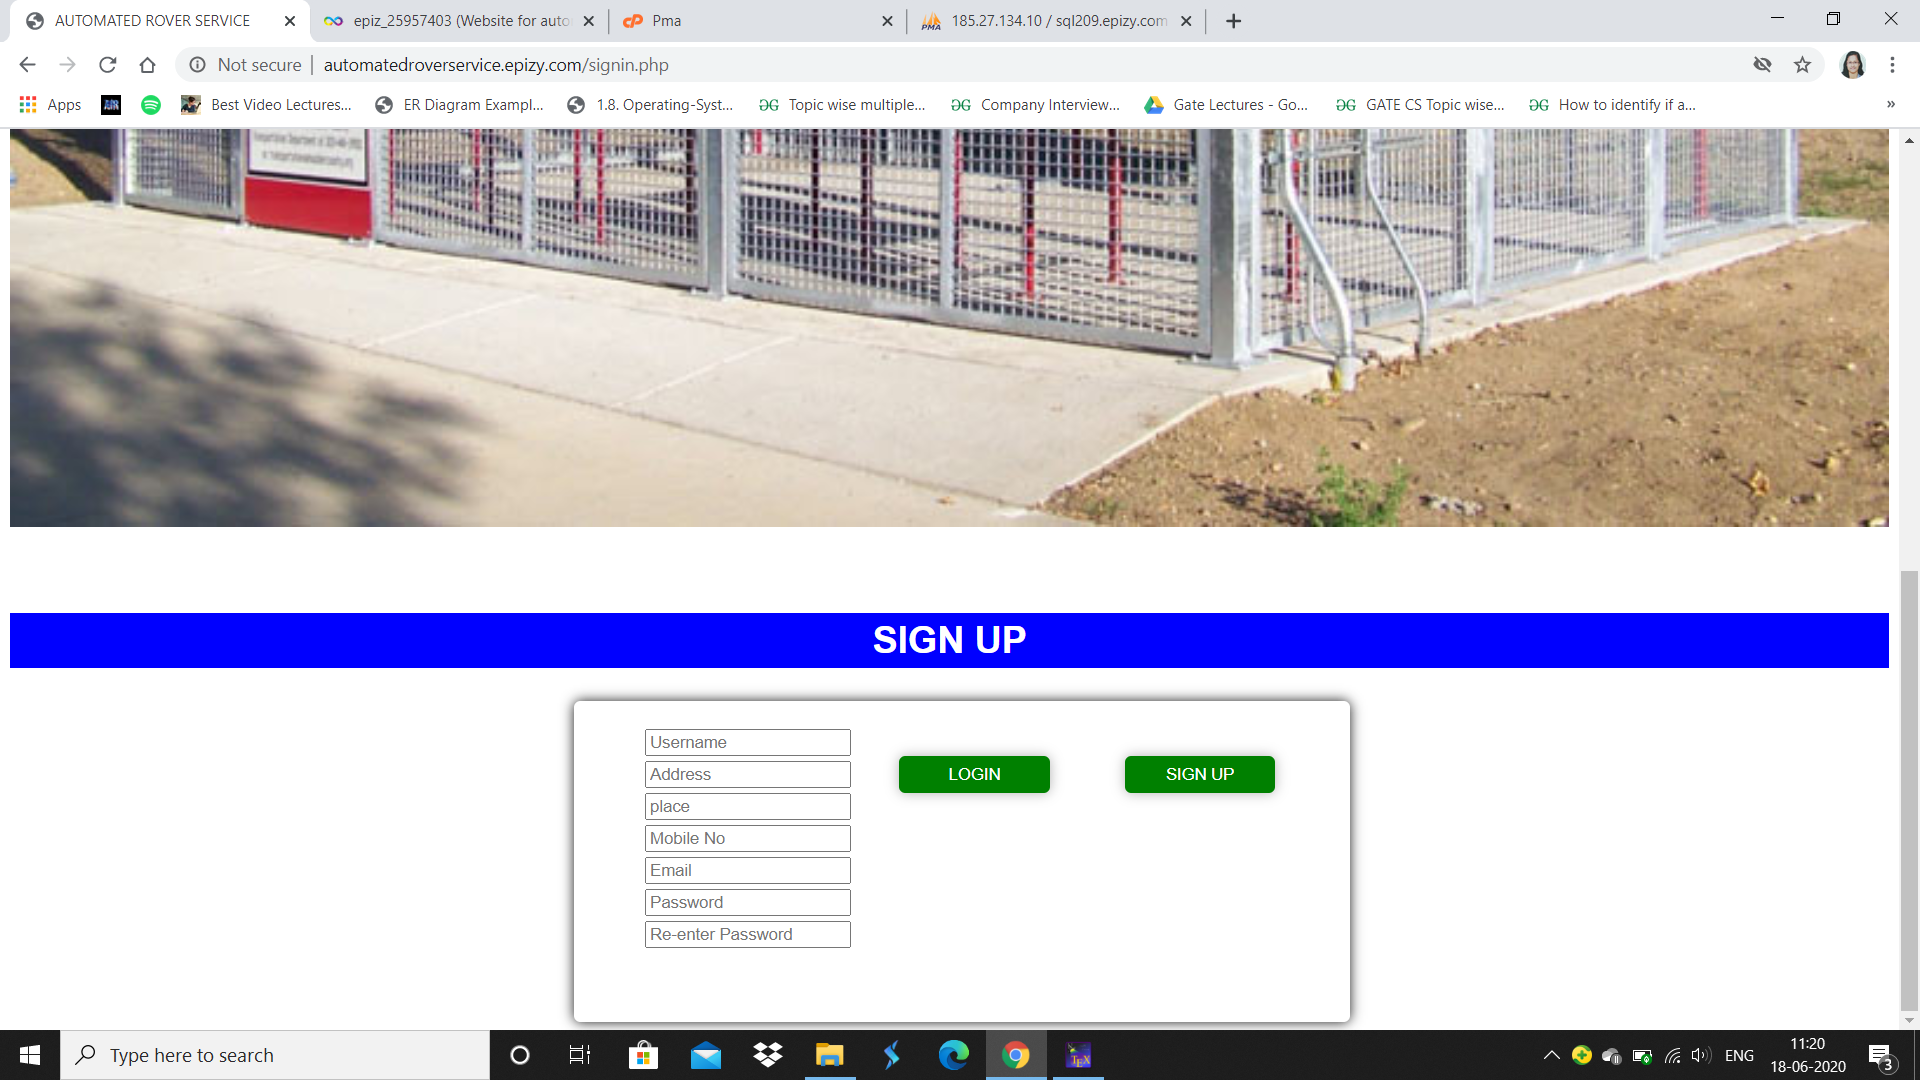 AUTOMATED ROVER SERVICE
epiz_25957403 (Website for auto
Pma
185.27.134.10 / sql209.epizy.com
Not secure | automatedroverservice.epizy.com/signin.php
Apps
Best Video Lectures...
ER Diagram Exampl...
1.8. Operating-Syst...
Topic wise multiple...
Company Interview...
Gate Lectures - Go...
GATE CS Topic wise...
How to identify if a...
»
SIGN UP
Username
Address
place
Mobile No
Email
Password
Re-enter Password
LOGIN
SIGN UP
Type here to search
ENG
11:20
18-06-2020
3